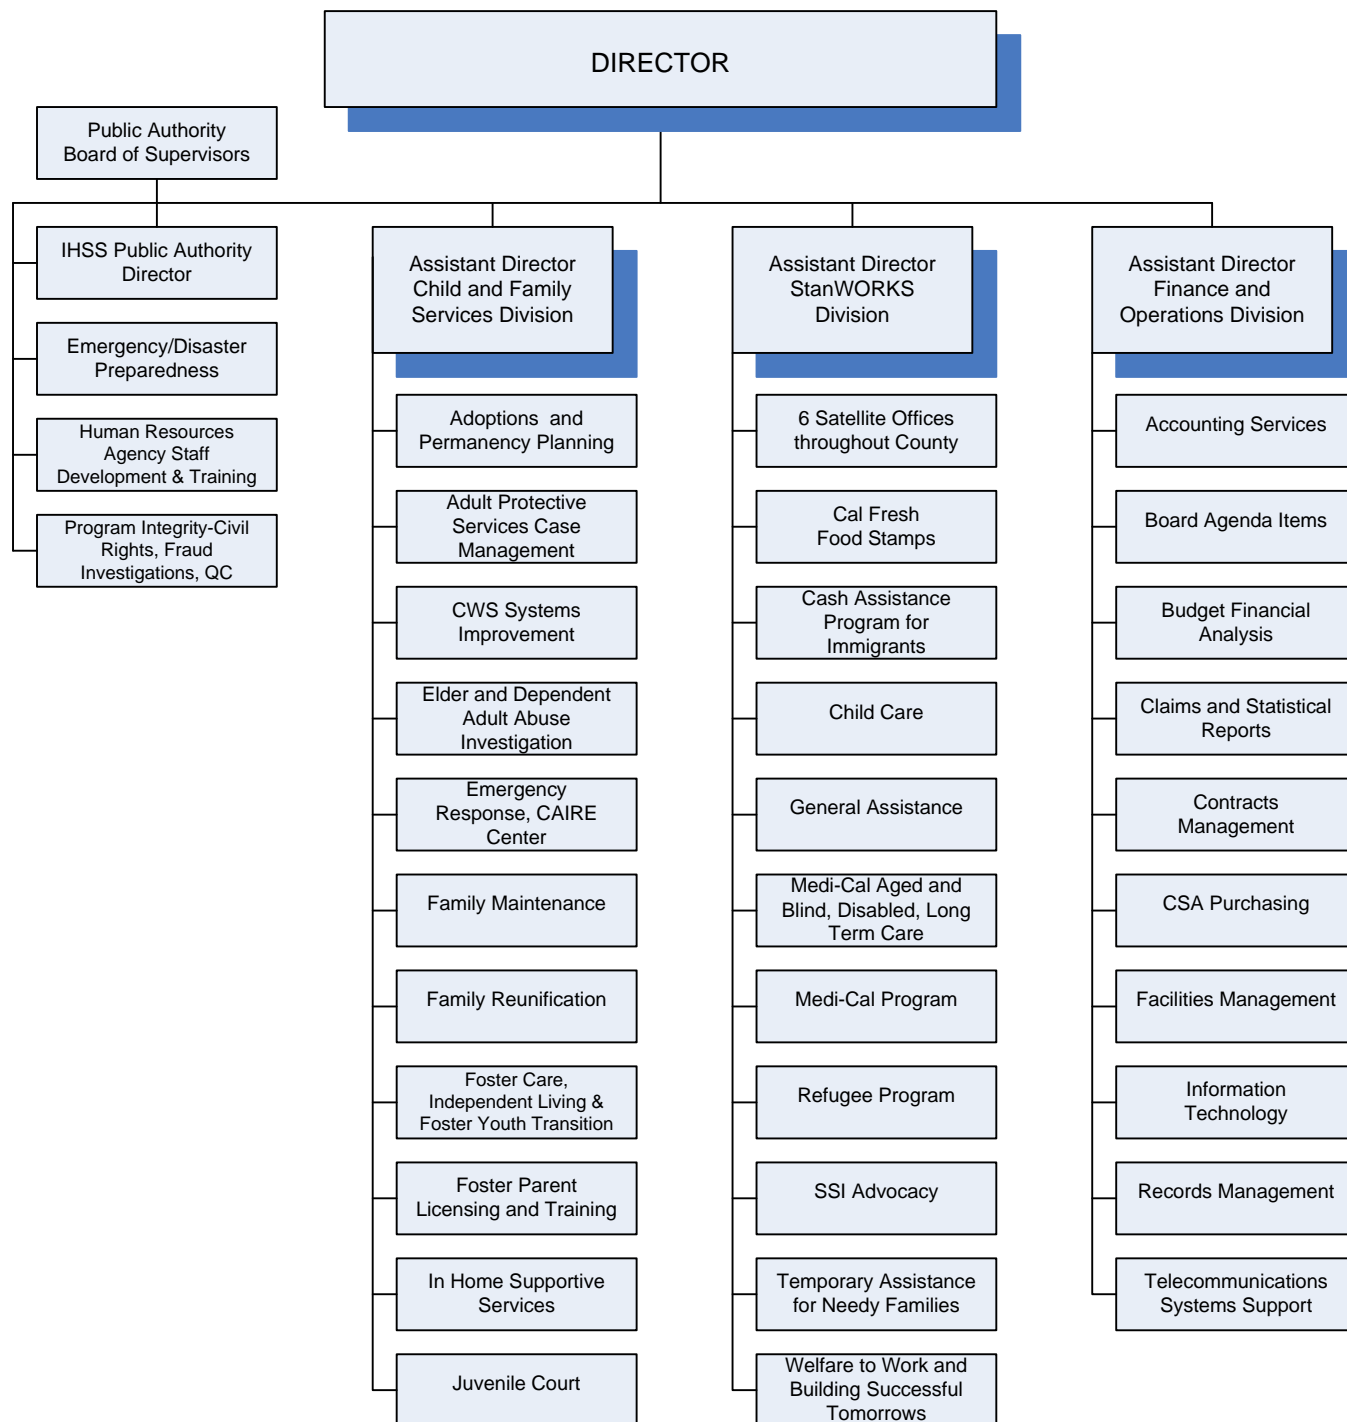 DIRECTOR
Public Authority
Board of Supervisors
IHSS Public Authority
Director
Emergency/Disaster
Preparedness
Human Resources
Agency Staff
Development & Training
Program Integrity-Civil
Rights, Fraud
Investigations, QC
Assistant Director
Child and Family
Services Division
Adoptions and
Permanency Planning
Adult Protective
Services Case
Management
CWS Systems
Improvement
Elder and Dependent
Adult Abuse
Investigation
Emergency
Response, CAIRE
Center
Family Maintenance
Family Reunification
Foster Care,
Independent Living &
Foster Youth Transition
Foster Parent
Licensing and Training
In Home Supportive
Services
Juvenile Court
Assistant Director
StanWORKS
Division
6 Satellite Offices
throughout County
Cal Fresh
Food Stamps
Cash Assistance
Program for
Immigrants
Child Care
General Assistance
Medi-Cal Aged and
Blind, Disabled, Long
Term Care
Medi-Cal Program
Refugee Program
SSI Advocacy
Temporary Assistance
for Needy Families
Welfare to Work and
Building Successful
Tomorrows
Assistant Director
Finance and
Operations Division
Accounting Services
Board Agenda Items
Budget Financial
Analysis
Claims and Statistical
Reports
Contracts
Management
CSA Purchasing
Facilities Management
Information
Technology
Records Management
Telecommunications
Systems Support